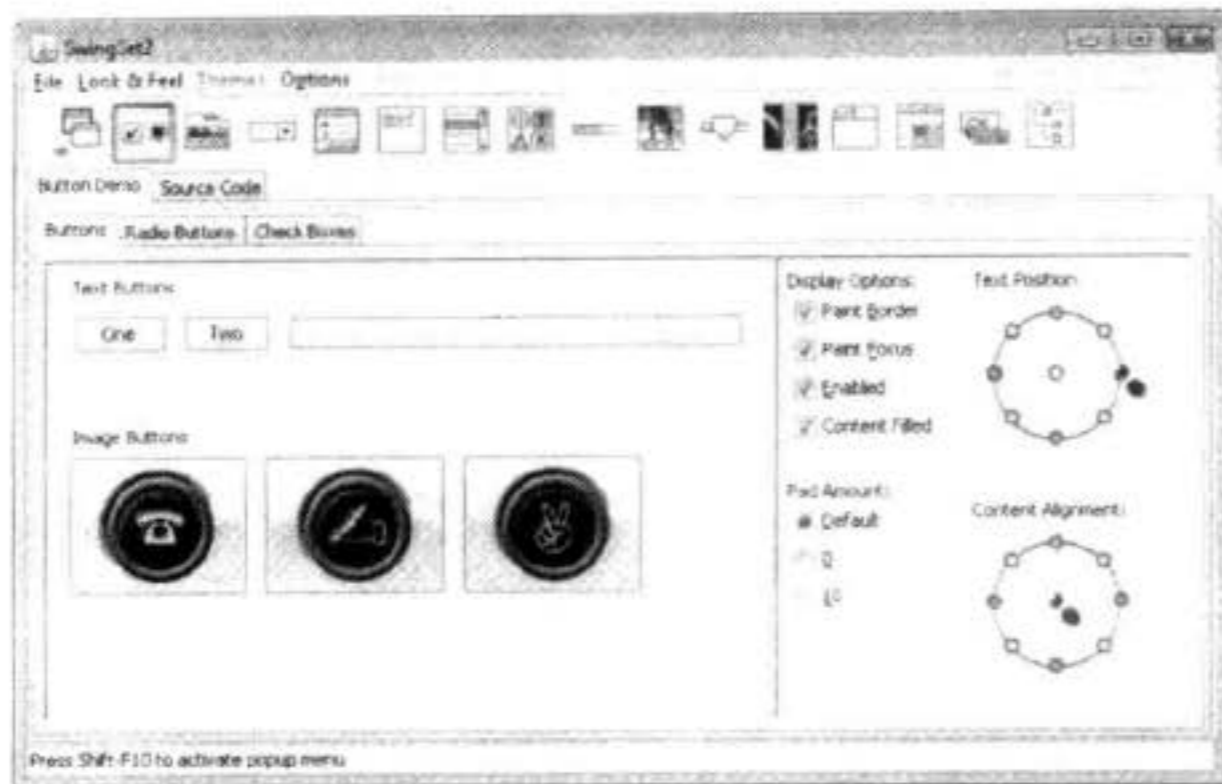 SwingSet2
File Look & Feel Themes Options
Button Demo Source Code
Buttons Radio Buttons Check Boxes
Text Buttons
One Two
Image Buttons
Display Options:
Paint Border
Paint Focus
Enabled
Content Filled
Pad Amount:
Default
0
10
Text Position:
Content Alignment:
Press Shift-F10 to activate popup menu